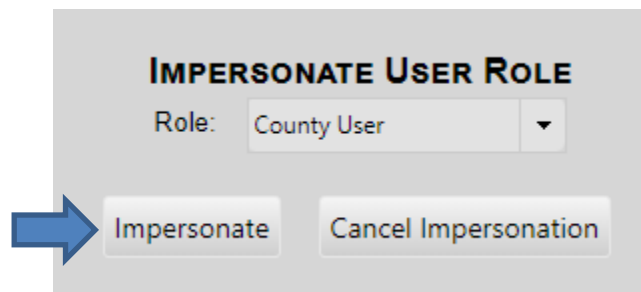 Impersonate User Role
Role: County User
Impersonate Cancel Impersonation